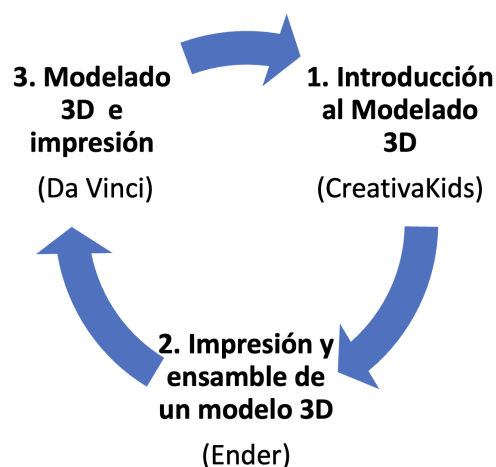 1. Introducción
al Modelado
3D
(CreativaKids)
2. Impresión y
ensamble de
un modelo 3D
(Ender)
3. Modelado
3D e
impresión
(Da Vinci)